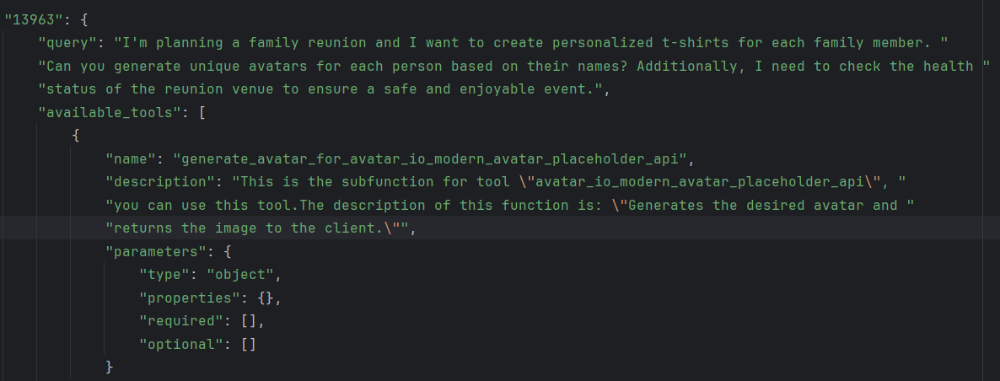 "13963": {
"query": "I'm planning a family reunion and I want to create personalized t-shirts for each family member. "
"Can you generate unique avatars for each person based on their names? Additionally, I need to check the health "
"status of the reunion venue to ensure a safe and enjoyable event.",
"available_tools": [
{
"name": "generate_avatar_for_avatar_io_modern_avatar_placeholder_api",
"description": "This is the subfunction for tool \"avatar_io_modern_avatar_placeholder_api\", "
"you can use this tool.The description of this function is: \"Generates the desired avatar and "
"returns the image to the client.\"",
"parameters": {
"type": "object",
"properties": {},
"required": [],
"optional": []
}